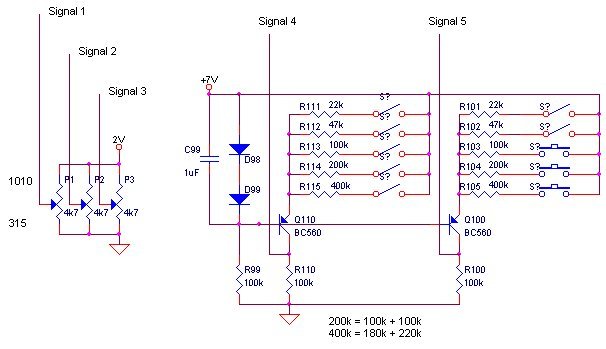 Signal 1
Signal 4
Signal 5
Signal 2
+7V
Signal 3
R111 22k S?
R101 22k S?
R112 47k S?
R102 47k S?
C99
1uF
D98
R113 100k S?
R103 100k S?
2V
R114 200k S?
R104 200k S?
1010
P1
P2
P3
D99
R115 400k S?
R105 400k S?
4k7
4k7
4k7
315
Q110
BC560
Q100
BC560
R99
100k
R110
100k
R100
100k
200k = 100k + 100k
400k = 180k + 220k